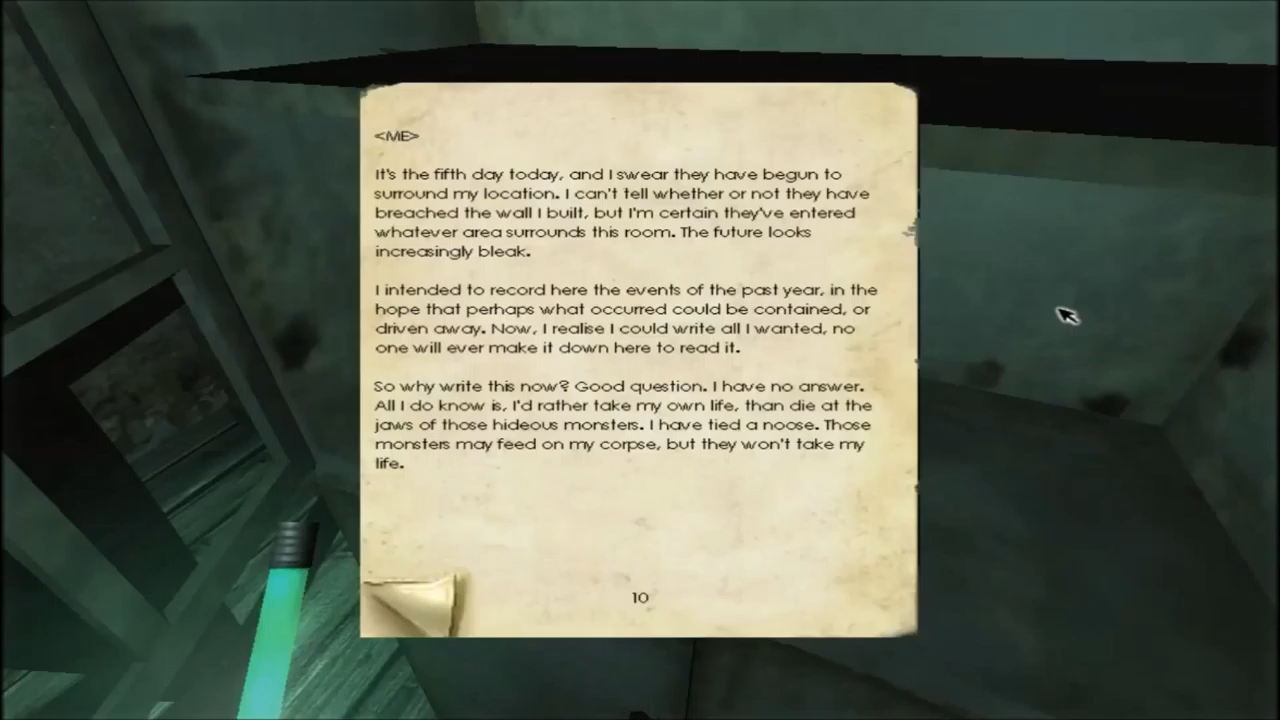 <ME>
It's the fifth day today, and I swear they have begun to
surround my location. I can't tell whether or not they have
breached the wall I built, but I'm certain they've entered
whatever area surrounds this room. The future looks
increasingly bleak.
I intended to record here the events of the past year, in the
hope that perhaps what occurred could be contained, or
driven away. Now, I realise I could write all I wanted, no
one will ever make it down here to read it.
So why write this now? Good question. I have no answer.
All I do know is, I'd rather take my own life, than die at the
jaws of those hideous monsters. I have tied a noose. Those
monsters may feed on my corpse, but they won't take my
life.
10